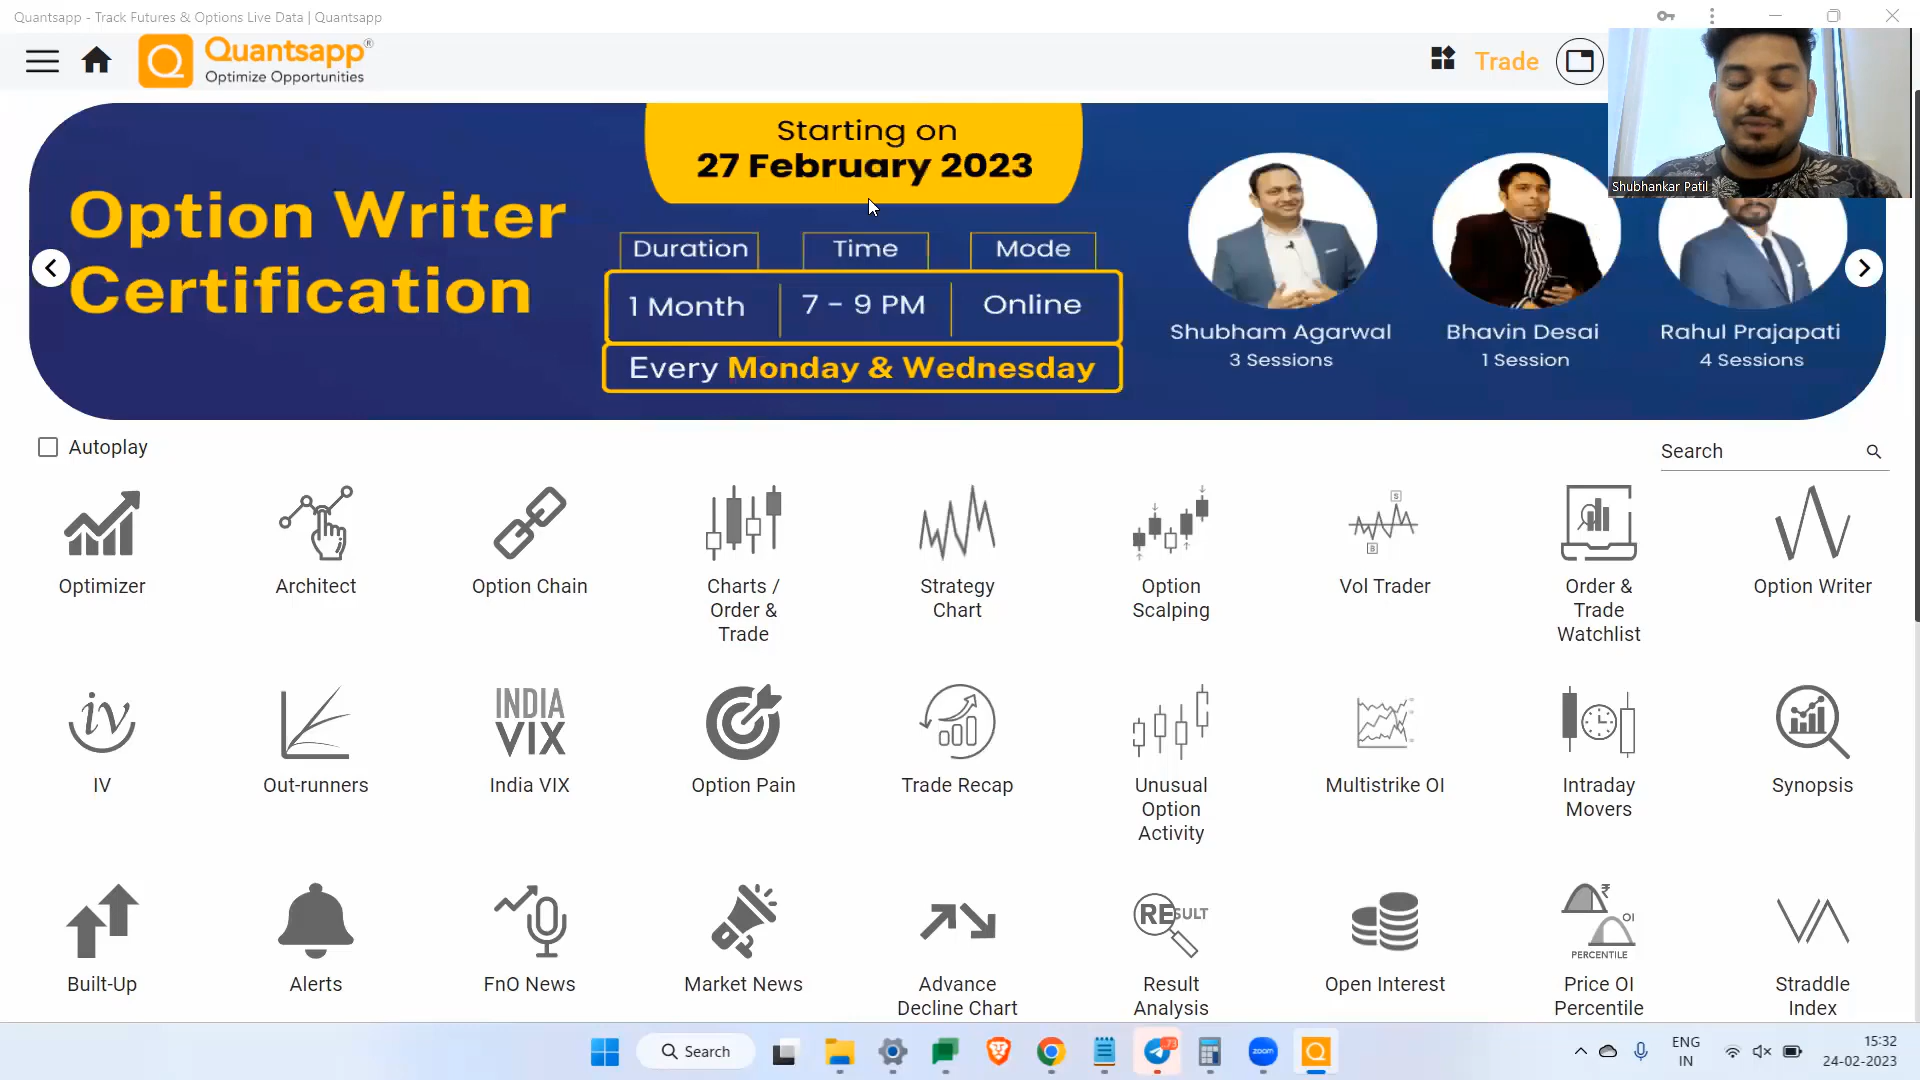 Quantsapp - Track Futures & Options Live Data | Quantsapp
Quantsapp®
Optimize Opportunities
Trade
Shubhankar Patil
Starting on
27 February 2023
Option Writer
Certification
Duration
Time
Mode
1 Month
7 - 9 PM
Online
Every Monday & Wednesday
Shubham Agarwal
3 Sessions
Bhavin Desai
1 Session
Rahul Prajapati
4 Sessions
Autoplay
Search
Optimizer
Architect
Option Chain
Charts /
Order &
Trade
Strategy
Chart
Option
Scalping
S
B
Vol Trader
Order &
Trade
Watchlist
Option Writer
iv
IV
Out-runners
INDIA
VIX
India VIX
Option Pain
Trade Recap
Unusual
Option
Activity
Multistrike OI
Intraday
Movers
Synopsis
Built-Up
Alerts
FnO News
Market News
Advance
Decline Chart
RESULT
Result
Analysis
Open Interest
₹
OI
PERCENTILE
Price OI
Percentile
Straddle
Index
Search
73
zoom
ENG
IN
15:32
24-02-2023